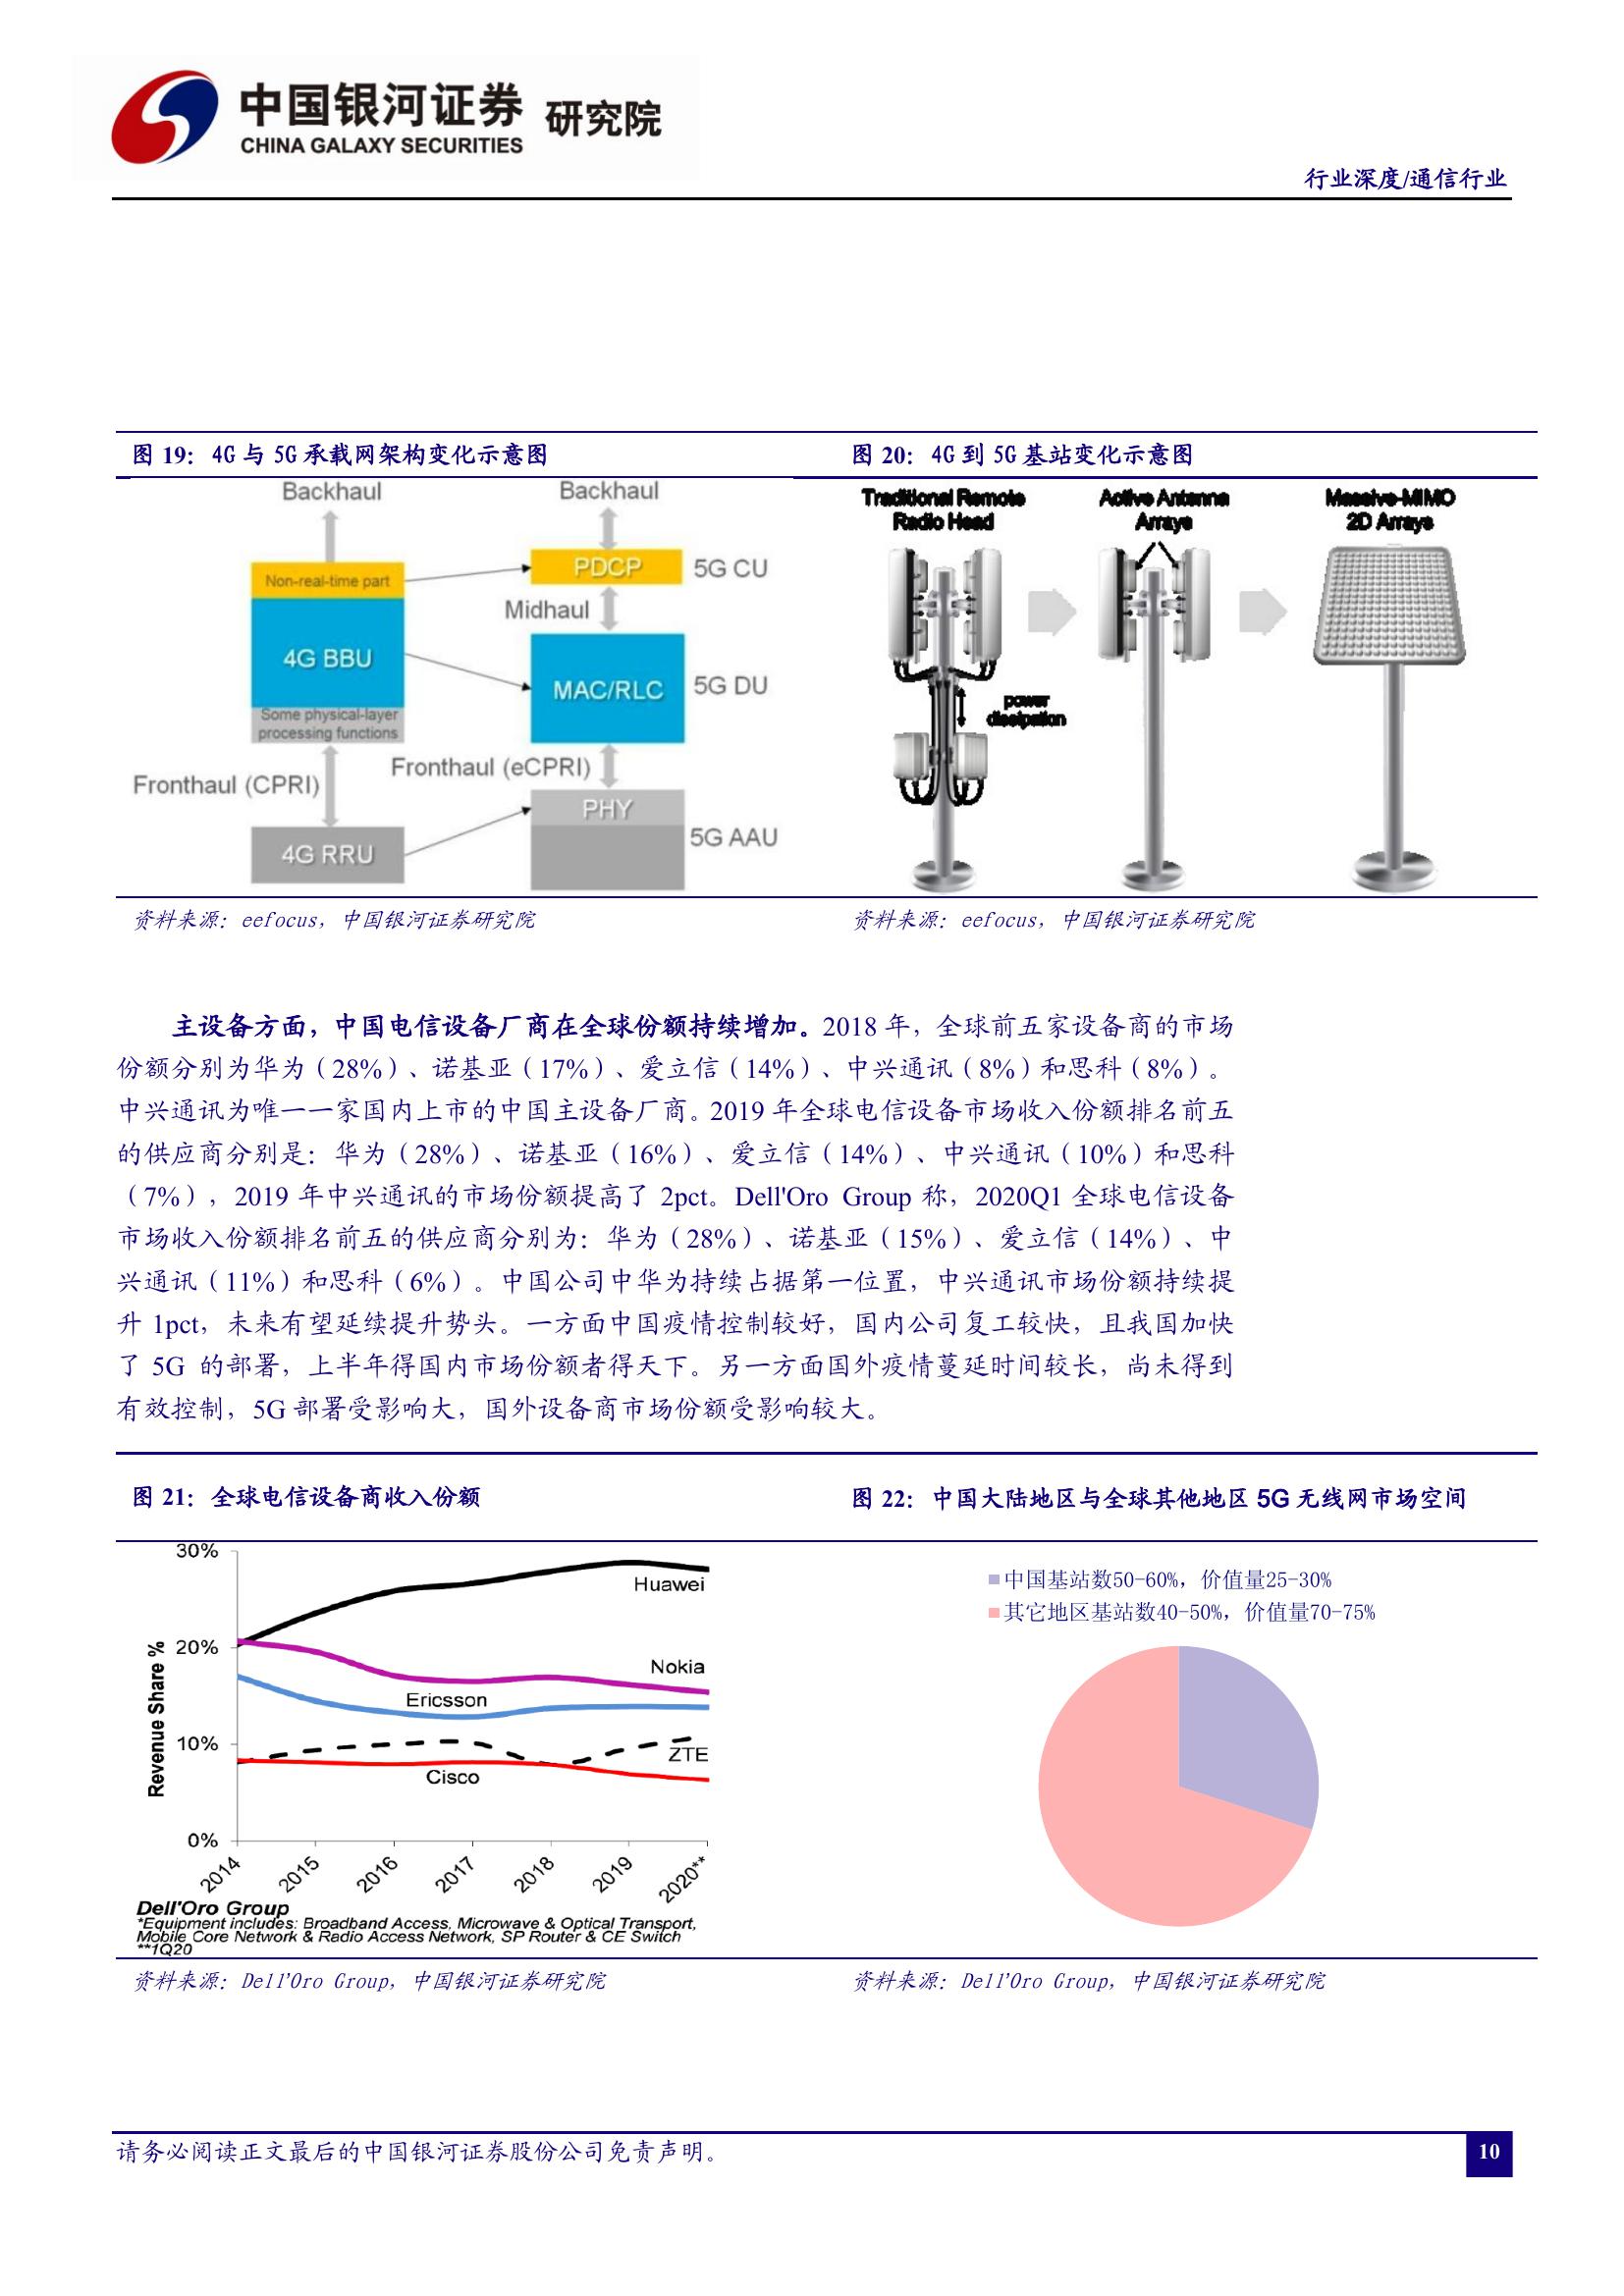 中国银河证券 研究院
CHINA GALAXY SECURITIES
行业深度/通信行业
图 19：4G 与 5G 承载网架构变化示意图
Backhaul
Backhaul
Non-real-time part
PDCP
5G CU
Midhaul
4G BBU
MAC/RLC
5G DU
Some physical-layer
processing functions
Fronthaul (CPRI)
Fronthaul (eCPRI)
PHY
4G RRU
5G AAU
资料来源：eefocus，中国银河证券研究院
图 20：4G 到 5G 基站变化示意图
Traditional Remote
Radio Head
Active Antenna
Arrays
Massive-MIMO
2D Arrays
power
dissipation
资料来源：eefocus，中国银河证券研究院
主设备方面，中国电信设备厂商在全球份额持续增加。2018 年，全球前五家设备商的市场
份额分别为华为（28%）、诺基亚（17%）、爱立信（14%）、中兴通讯（8%）和思科（8%）。
中兴通讯为唯一一家国内上市的中国主设备厂商。2019 年全球电信设备市场收入份额排名前五
的供应商分别是：华为（28%）、诺基亚（16%）、爱立信（14%）、中兴通讯（10%）和思科
（7%），2019 年中兴通讯的市场份额提高了 2pct。Dell'Oro Group 称，2020Q1 全球电信设备
市场收入份额排名前五的供应商分别为：华为（28%）、诺基亚（15%）、爱立信（14%）、中
兴通讯（11%）和思科（6%）。中国公司中华为持续占据第一位置，中兴通讯市场份额持续提
升 1pct，未来有望延续提升势头。一方面中国疫情控制较好，国内公司复工较快，且我国加快
了 5G 的部署，上半年得国内市场份额者得天下。另一方面国外疫情蔓延时间较长，尚未得到
有效控制，5G 部署受影响大，国外设备商市场份额受影响较大。
图 21：全球电信设备商收入份额
Revenue Share %
30%
20%
10%
0%
Huawei
Nokia
Ericsson
ZTE
Cisco
2014
2015
2016
2017
2018
2019
2020**
Dell'Oro Group
*Equipment includes: Broadband Access, Microwave & Optical Transport,
Mobile Core Network & Radio Access Network, SP Router & CE Switch
**1Q20
资料来源：Dell’Oro Group，中国银河证券研究院
图 22：中国大陆地区与全球其他地区 5G 无线网市场空间
中国基站数50-60%，价值量25-30%
其它地区基站数40-50%，价值量70-75%
资料来源：Dell’Oro Group，中国银河证券研究院
请务必阅读正文最后的中国银河证券股份公司免责声明。
10